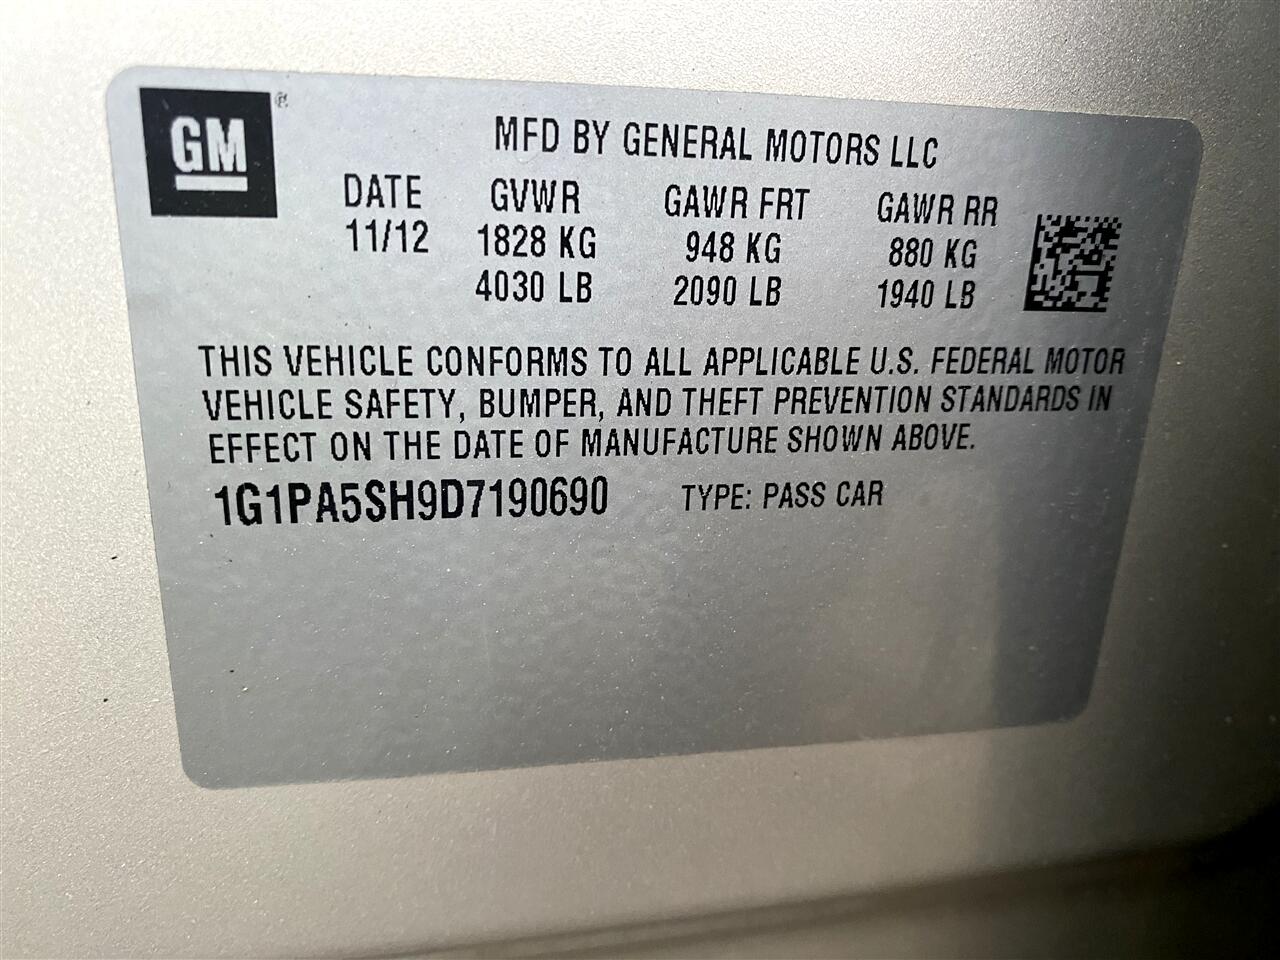 GM ®
MFD BY GENERAL MOTORS LLC
DATE GVWR GAWR FRT GAWR RR
11/12 1828 KG 948 KG 880 KG
4030 LB 2090 LB 1940 LB
THIS VEHICLE CONFORMS TO ALL APPLICABLE U.S. FEDERAL MOTOR
VEHICLE SAFETY, BUMPER, AND THEFT PREVENTION STANDARDS IN
EFFECT ON THE DATE OF MANUFACTURE SHOWN ABOVE.
1G1PA5SH9D7190690 TYPE: PASS CAR